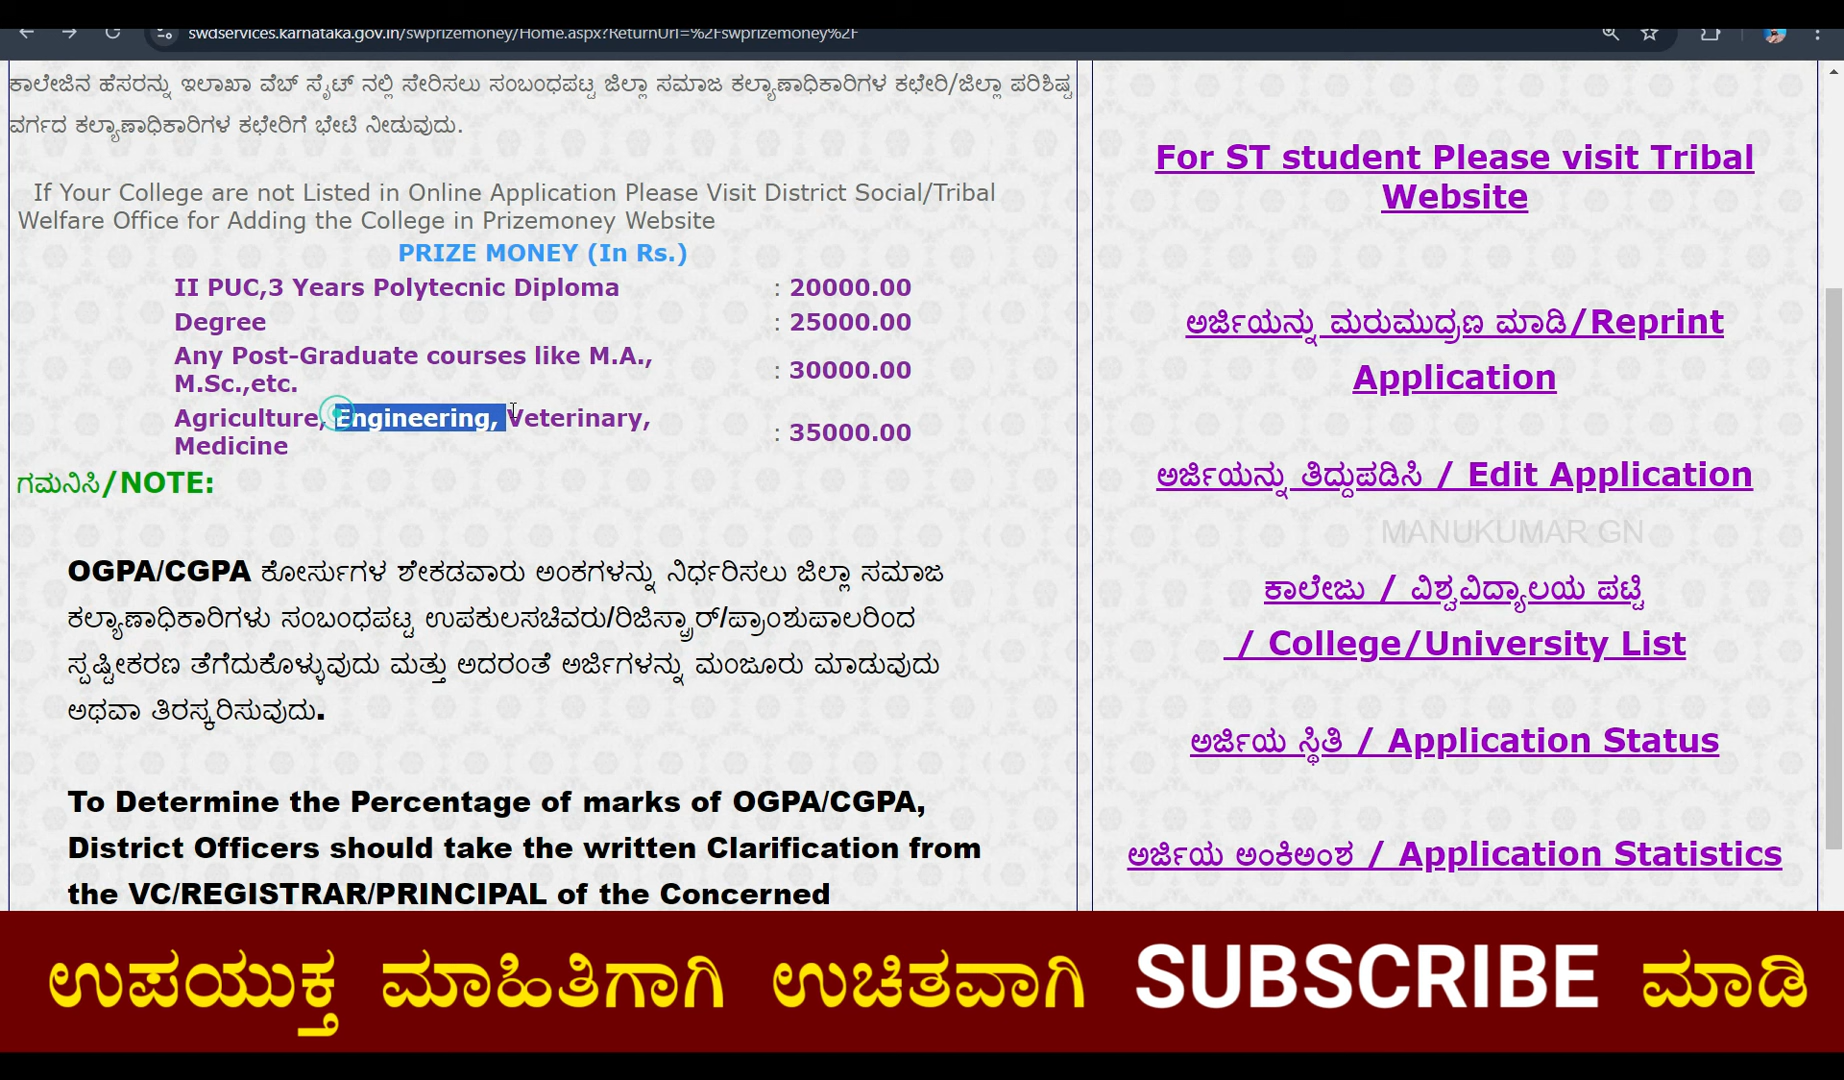 swdservices.karnataka.gov.in/swprizemoney/Home.aspx?ReturnUrl=%2Fswprizemoney%2F
ಕಾಲೇಜಿನ ಹೆಸರನ್ನು ಇಲಾಖಾ ವೆಬ್ ಸೈಟ್ ನಲ್ಲಿ ಸೇರಿಸಲು ಸಂಬಂಧಪಟ್ಟ ಜಿಲ್ಲಾ ಸಮಾಜ ಕಲ್ಯಾಣಾಧಿಕಾರಿಗಳ ಕಛೇರಿ/ಜಿಲ್ಲಾ ಪರಿಶಿಷ್ಟ
ವರ್ಗದ ಕಲ್ಯಾಣಾಧಿಕಾರಿಗಳ ಕಛೇರಿಗೆ ಭೇಟಿ ನೀಡುವುದು.
If Your College are not Listed in Online Application Please Visit District Social/Tribal
Welfare Office for Adding the College in Prizemoney Website
PRIZE MONEY (In Rs.)
II PUC,3 Years Polytecnic Diploma : 20000.00
Degree : 25000.00
Any Post-Graduate courses like M.A.,
M.Sc.,etc. : 30000.00
Agriculture, Engineering, Veterinary,
Medicine : 35000.00
ಗಮನಿಸಿ/NOTE:
OGPA/CGPA ಕೋರ್ಸುಗಳ ಶೇಕಡವಾರು ಅಂಕಗಳನ್ನು ನಿರ್ಧರಿಸಲು ಜಿಲ್ಲಾ ಸಮಾಜ
ಕಲ್ಯಾಣಾಧಿಕಾರಿಗಳು ಸಂಬಂಧಪಟ್ಟ ಉಪಕುಲಸಚಿವರು/ರಿಜಿಸ್ಟ್ರಾರ್/ಪ್ರಾಂಶುಪಾಲರಿಂದ
ಸ್ಪಷ್ಟೀಕರಣ ತೆಗೆದುಕೊಳ್ಳುವುದು ಮತ್ತು ಅದರಂತೆ ಅರ್ಜಿಗಳನ್ನು ಮಂಜೂರು ಮಾಡುವುದು
ಅಥವಾ ತಿರಸ್ಕರಿಸುವುದು.
To Determine the Percentage of marks of OGPA/CGPA,
District Officers should take the written Clarification from
the VC/REGISTRAR/PRINCIPAL of the Concerned
For ST student Please visit Tribal
Website
ಅರ್ಜಿಯನ್ನು ಮರುಮುದ್ರಣ ಮಾಡಿ/Reprint
Application
ಅರ್ಜಿಯನ್ನು ತಿದ್ದುಪಡಿಸಿ / Edit Application
MANUKUMAR GN
ಕಾಲೇಜು / ವಿಶ್ವವಿದ್ಯಾಲಯ ಪಟ್ಟಿ
/ College/University List
ಅರ್ಜಿಯ ಸ್ಥಿತಿ / Application Status
ಅರ್ಜಿಯ ಅಂಕಿಅಂಶ / Application Statistics
ಉಪಯುಕ್ತ ಮಾಹಿತಿಗಾಗಿ ಉಚಿತವಾಗಿ SUBSCRIBE ಮಾಡಿ